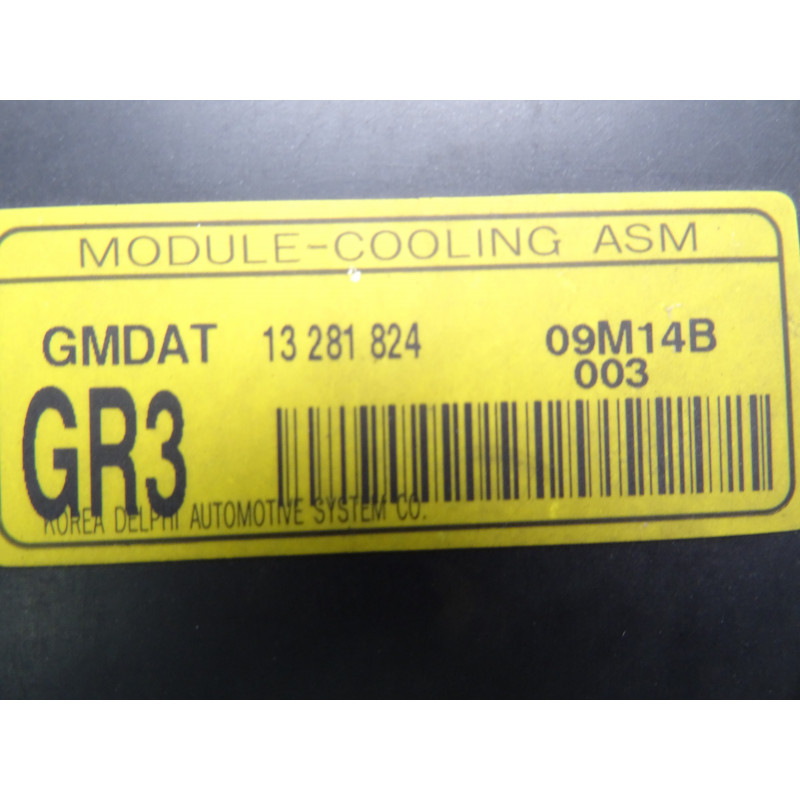 MODULE-COOLING ASM
GMDAT 13 281 824 09M14B
003
GR3
KOREA DELPHI AUTOMOTIVE SYSTEM CO.